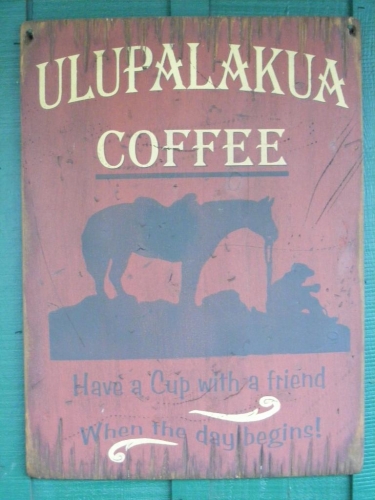 ULUPALAKUA
COFFEE
Have a Cup with a friend
When the day begins!